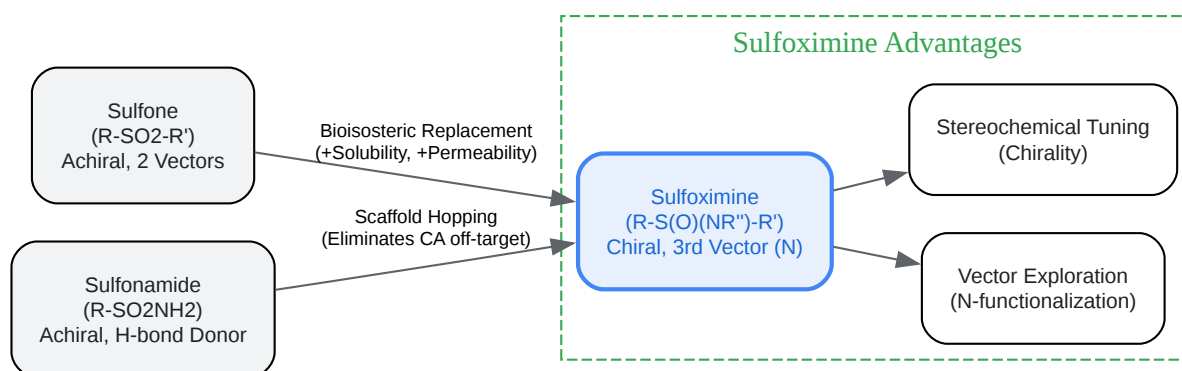 Sulfoximine Advantages
Sulfone
(R-SO2-R')
Achiral, 2 Vectors
Bioisosteric Replacement
(+Solubility, +Permeability)
Scaffold Hopping
(Eliminates CA off-target)
Sulfonamide
(R-SO2NH2)
Achiral, H-bond Donor
Sulfoximine
(R-S(O)(NR'')-R')
Chiral, 3rd Vector (N)
Stereochemical Tuning
(Chirality)
Vector Exploration
(N-functionalization)